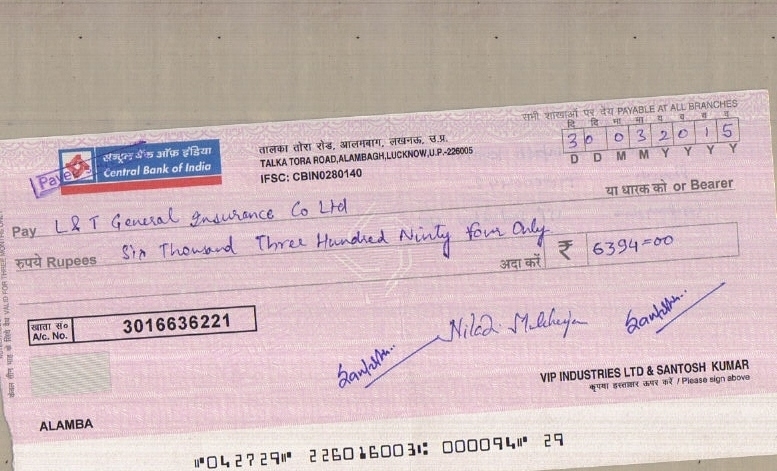 सभी शाखाओं पर देय PAYABLE AT ALL BRANCHES
दि दि मा मा व व व व
3 0 0 3 2 0 1 5
D D M M Y Y Y Y
सेन्ट्रल बैंक ऑफ़ इंडिया
Central Bank of India
तालका तोरा रोड, आलमबाग, लखनऊ, उ.प्र.
TALKA TORA ROAD,ALAMBAGH,LUCKNOW,U.P.-226005
IFSC: CBIN0280140
Paye
या धारक को or Bearer
Pay L & T General Insurance Co Ltd
रुपये Rupees Six Thousand Three Hundred Ninty four Only
अदा करें ₹ 6394=00
खाता सं०
A/c. No. 3016636221
Santosh
Santosh
VIP INDUSTRIES LTD & SANTOSH KUMAR
कृपया हस्ताक्षर ऊपर करें / Please sign above
ALAMBA
⑈042729⑈ 226016003⑆ 000094⑈ 29